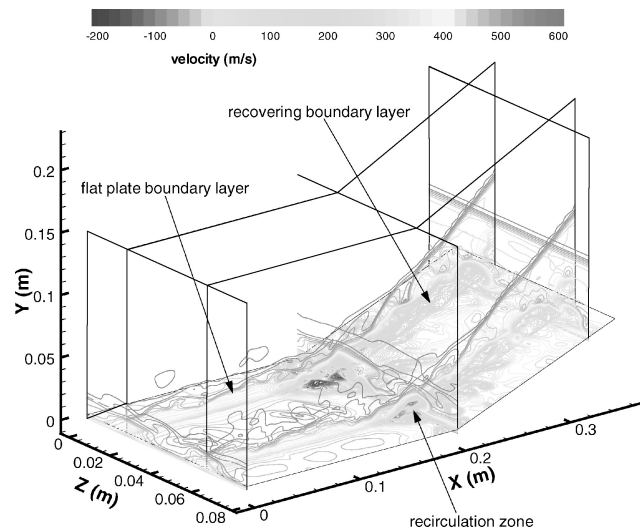 -200 -100 0 100 200 300 400 500 600
velocity (m/s)
recovering boundary layer
flat plate boundary layer
0.2
0.15
0.1
0.05
0
Y (m)
0
0.02
0.04
0.06
0.08
Z (m)
0
0.1
0.2
0.3
X (m)
recirculation zone